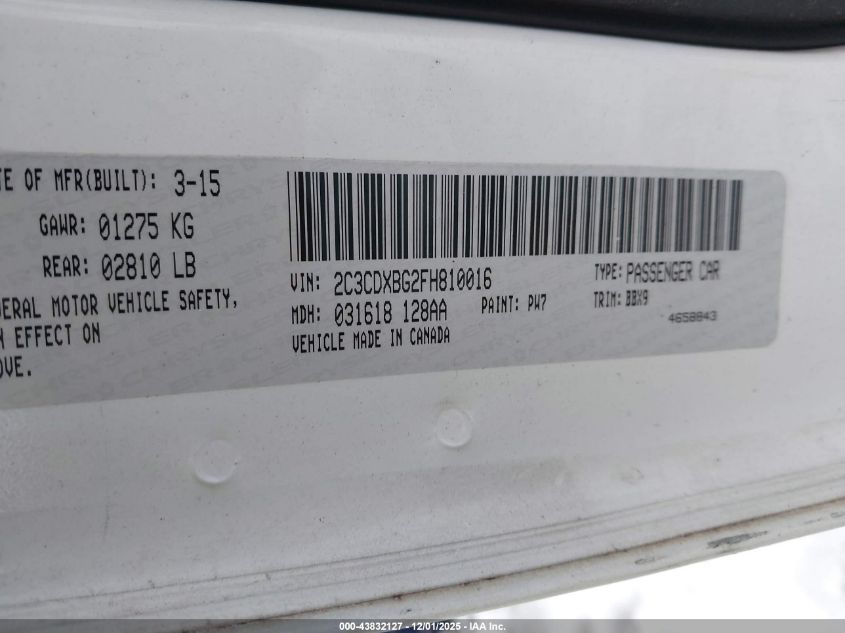 TE OF MFR(BUILT): 3-15
GAWR: 01275 KG
REAR: 02810 LB
DERAL MOTOR VEHICLE SAFETY,
N EFFECT ON
OVE.
VIN: 2C3CDXBG2FH810016
TYPE: PASSENGER CAR
MDH: 031618 128AA
PAINT: PW7
TRIM: BBX9
VEHICLE MADE IN CANADA
4658843
000-43832127 - 12/01/2025 - IAA Inc.